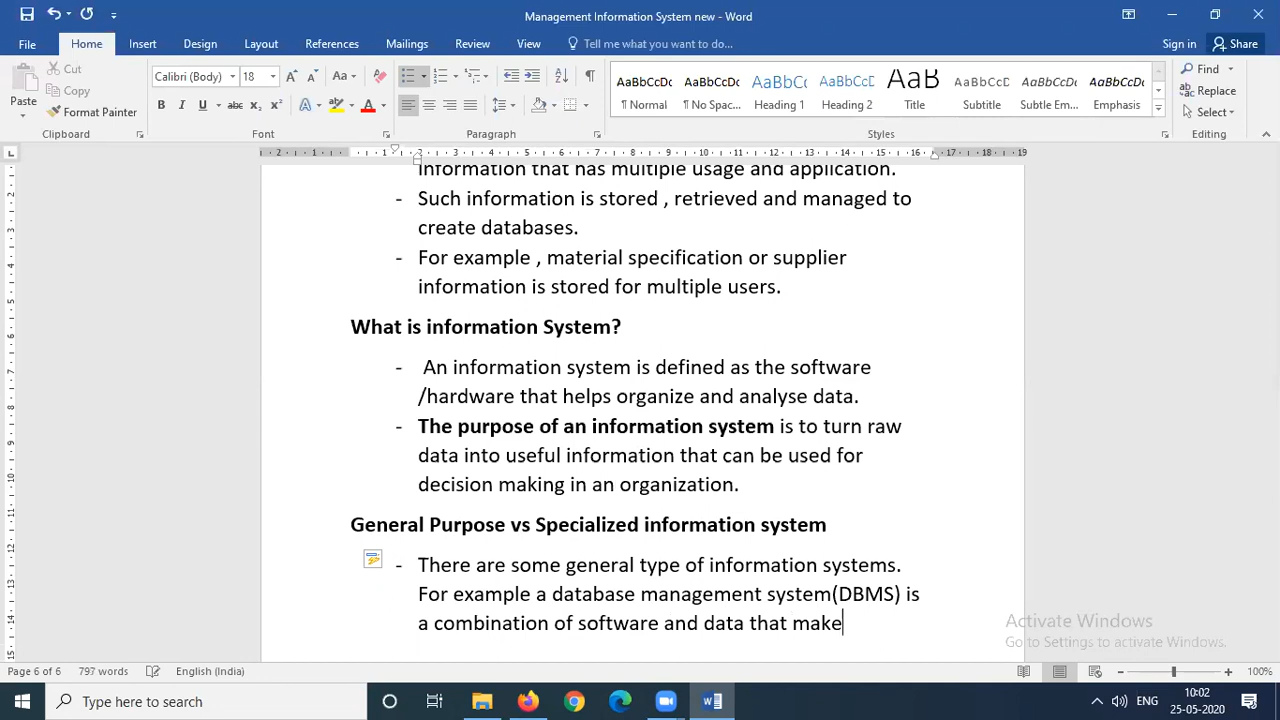 Management Information System new - Word
File Home Insert Design Layout References Mailings Review View Tell me what you want to do... Sign in Share
Cut
Copy
Format Painter
Paste
Clipboard
Calibri (Body) 18
Font
Paragraph
AaBbCcDc AaBbCcDc AaBbCcD AaBbCcD AaB AaBbCcD AaBbCcDc AaBbCcDc
¶ Normal ¶ No Spac... Heading 1 Heading 2 Title Subtitle Subtle Em... Emphasis
Styles
Find
Replace
Select
Editing
information that has multiple usage and application.
- Such information is stored , retrieved and managed to
create databases.
- For example , material specification or supplier
information is stored for multiple users.
What is information System?
- An information system is defined as the software
/hardware that helps organize and analyse data.
- The purpose of an information system is to turn raw
data into useful information that can be used for
decision making in an organization.
General Purpose vs Specialized information system
- There are some general type of information systems.
For example a database management system(DBMS) is
a combination of software and data that make
Activate Windows
Go to Settings to activate Windows.
Page 6 of 6 797 words English (India) 100%
Type here to search
ENG
10:02
25-05-2020